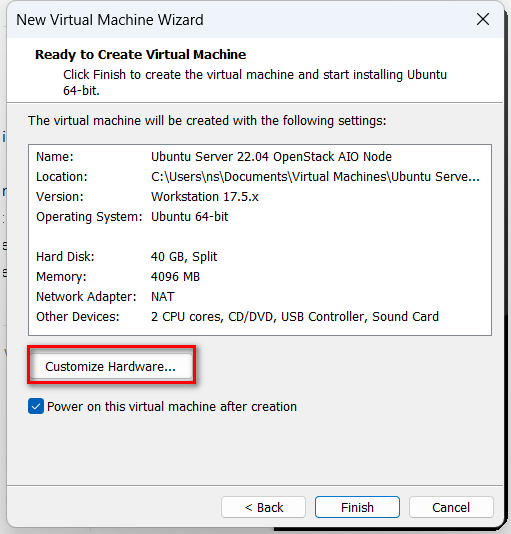 New Virtual Machine Wizard
Ready to Create Virtual Machine
Click Finish to create the virtual machine and start installing Ubuntu
64-bit.
The virtual machine will be created with the following settings:
Name: Ubuntu Server 22.04 OpenStack AIO Node
Location: C:\Users\ns\Documents\Virtual Machines\Ubuntu Serve...
Version: Workstation 17.5.x
Operating System: Ubuntu 64-bit
Hard Disk: 40 GB, Split
Memory: 4096 MB
Network Adapter: NAT
Other Devices: 2 CPU cores, CD/DVD, USB Controller, Sound Card
Customize Hardware...
Power on this virtual machine after creation
< Back Finish Cancel